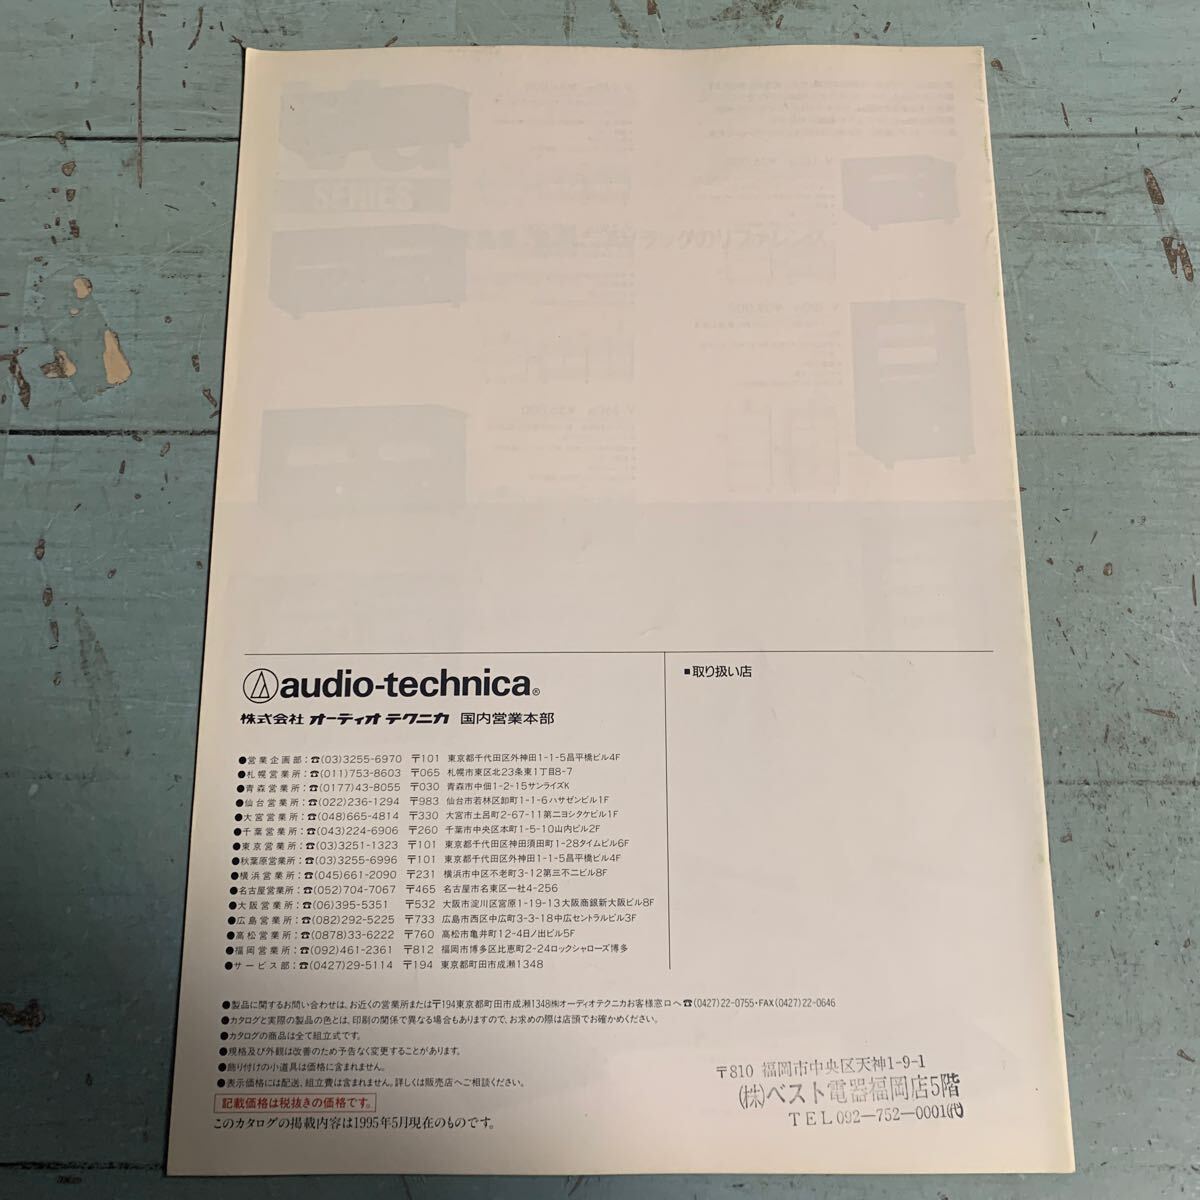 audio-technica®
株式会社 オーディオテクニカ 国内営業本部
■取り扱い店
●営業企画部：☎(03)3255-6970 〒101 東京都千代田区外神田1-1-5昌平橋ビル4F
●札幌営業所：☎(011)753-8603 〒065 札幌市東区北23条東1丁目8-7
●青森営業所：☎(0177)43-8055 〒030 青森市中佃1-2-15サンライズK
●仙台営業所：☎(022)236-1294 〒983 仙台市若林区卸町1-1-6ハサゼンビル1F
●大宮営業所：☎(048)665-4814 〒330 大宮市土呂町2-67-11第二ヨシタケビル1F
●千葉営業所：☎(043)224-6906 〒260 千葉市中央区本町1-5-10山内ビル2F
●東京営業所：☎(03)3251-1323 〒101 東京都千代田区神田須田町1-28タイムビル6F
●秋葉原営業所：☎(03)3255-6996 〒101 東京都千代田区外神田1-1-5昌平橋ビル4F
●横浜営業所：☎(045)661-2090 〒231 横浜市中区不老町3-12第三不二ビル8F
●名古屋営業所：☎(052)704-7067 〒465 名古屋市名東区一社4-256
●大阪営業所：☎(06)395-5351 〒532 大阪市淀川区宮原1-19-13大阪商銀新大阪ビル8F
●広島営業所：☎(082)292-5225 〒733 広島市西区中広町3-3-18中広セントラルビル3F
●高松営業所：☎(0878)33-6222 〒760 高松市亀井町12-4日ノ出ビル5F
●福岡営業所：☎(092)461-2361 〒812 福岡市博多区比恵町2-24ロックシャローズ博多
●サービス部：☎(0427)29-5114 〒194 東京都町田市成瀬1348
●製品に関するお問い合わせは、お近くの営業所または〒194東京都町田市成瀬1348㈱オーディオテクニカお客様窓口へ☎(0427)22-0755・FAX(0427)22-0646
●カタログと実際の製品の色とは、印刷の関係で異なる場合もありますので、お求めの際は店頭でお確かめください。
●カタログの商品は全て組立式です。
●規格及び外観は改善のため予告なく変更することがあります。
●飾り付けの小道具は価格に含まれません。
●表示価格には配送、組立費は含まれません。詳しくは販売店へご相談ください。
記載価格は税抜きの価格です。
このカタログの掲載内容は1995年5月現在のものです。
〒810 福岡市中央区天神1-9-1
(株)ベスト電器福岡店5階
TEL 092-752-0001(代)